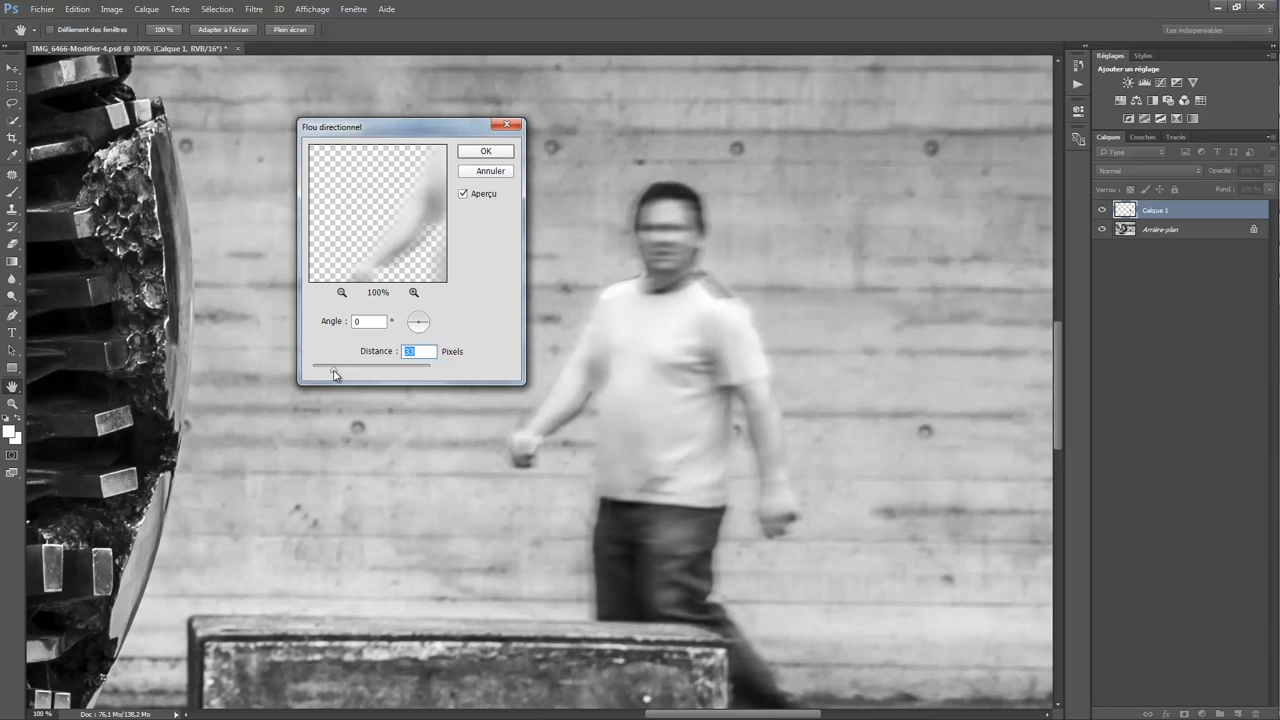 Ps Fichier Edition Image Calque Texte Sélection Filtre 3D Affichage Fenêtre Aide
Défilement des fenêtres 100 % Adapter à l'écran Plein écran Les indispensables
IMG_6466-Modifier-4.psd @ 100% (Calque 1, RVB/16*) * ×
Réglages Styles
Ajouter un réglage
Flou directionnel
Calques Couches Tracés
OK
Type
Annuler
Normal Opacité : 100 %
Verrou : Fond : 100 %
Aperçu
Calque 1
Arrière-plan
100%
Angle : 0 °
Distance : 33 Pixels
100 % Doc : 76,1 Mo/138,2 Mo